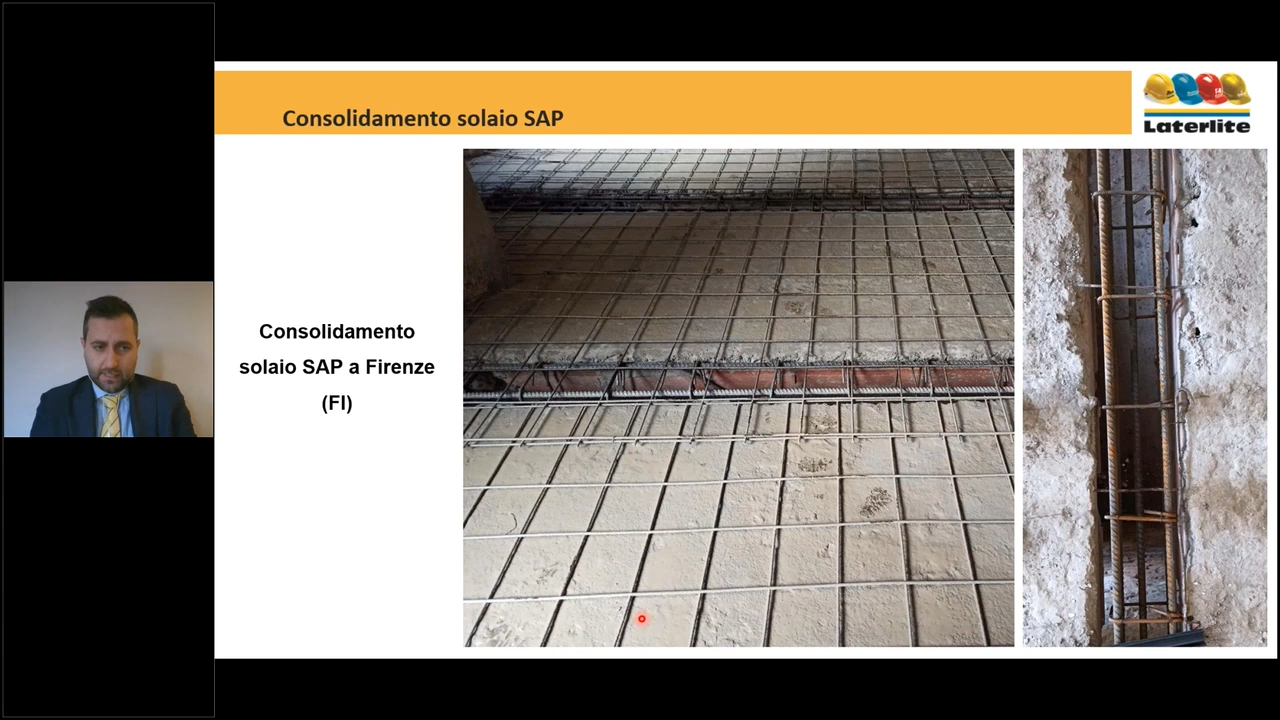 Consolidamento solaio SAP
Laterlite
Consolidamento
solaio SAP a Firenze
(FI)